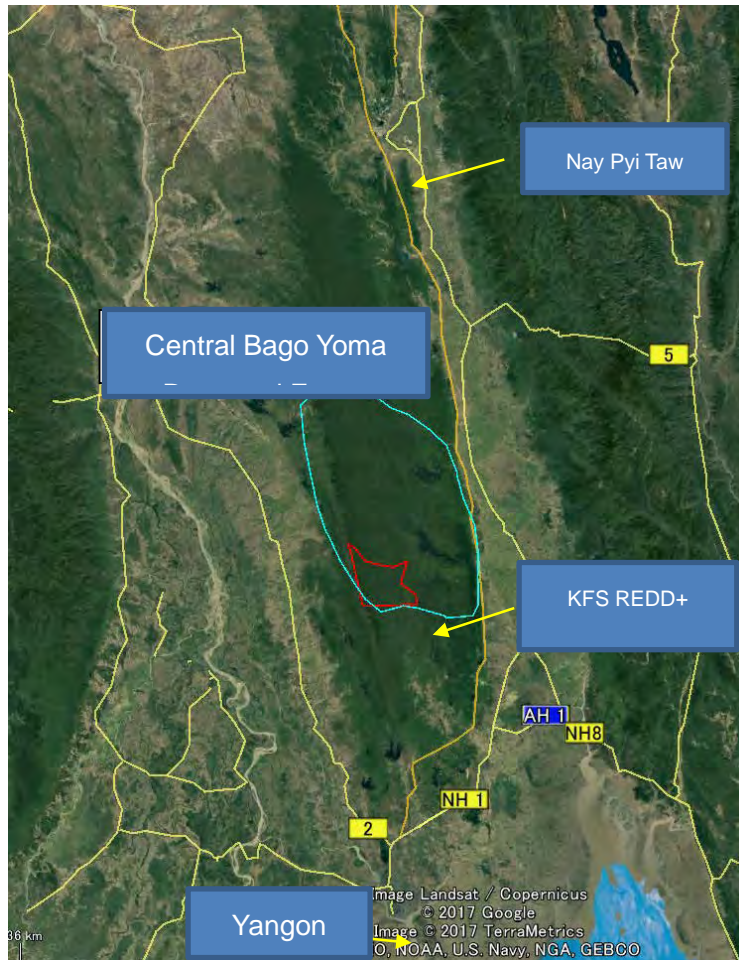 Nay Pyi Taw
Central Bago Yoma
5
KFS REDD+
AH 1
NH8
NH 1
2
Yangon
Image Landsat / Copernicus
© 2017 Google
Image © 2017 TerraMetrics
O, NOAA, U.S. Navy, NGA, GEBCO
36 km